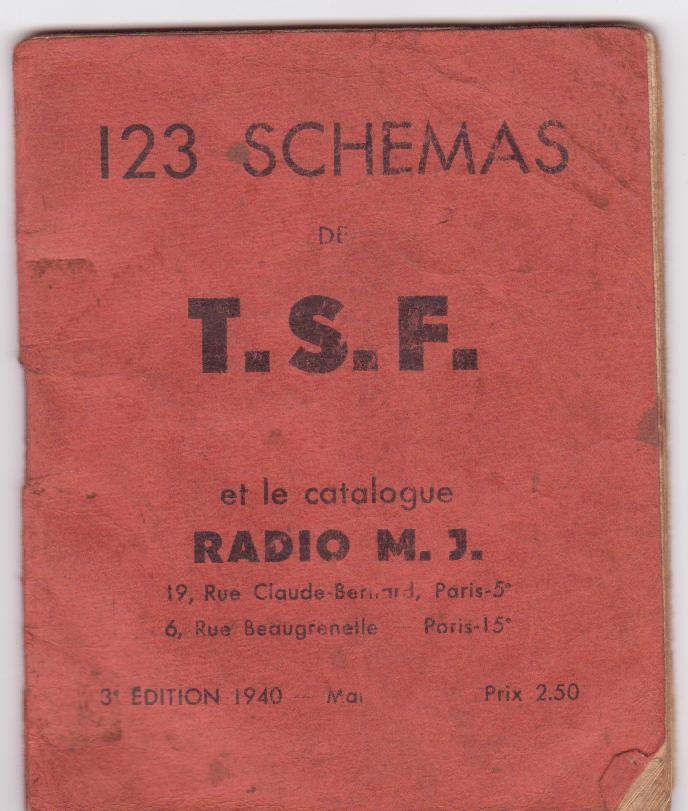 123 SCHEMAS
DE
T.S.F.
et le catalogue
RADIO M. J.
19, Rue Claude-Bernard, Paris-5e
6, Rue Beaugrenelle — Paris-15e
3e ÉDITION 1940 — Mai Prix 2.50